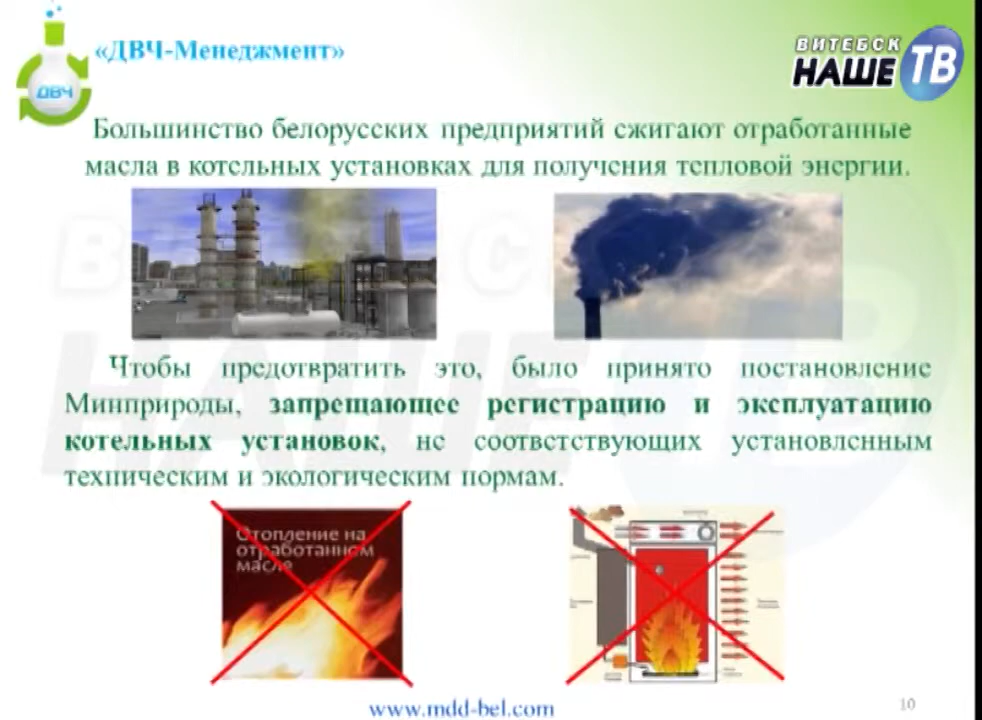 «ДВЧ-Менеджмент»
ВИТЕБСК
НАШЕ ТВ
ДВЧ
Большинство белорусских предприятий сжигают отработанные
масла в котельных установках для получения тепловой энергии.
Чтобы предотвратить это, было принято постановление
Минприроды, запрещающее регистрацию и эксплуатацию
котельных установок, не соответствующих установленным
техническим и экологическим нормам.
Отопление на
отработанном
масле
www.mdd-bel.com
10